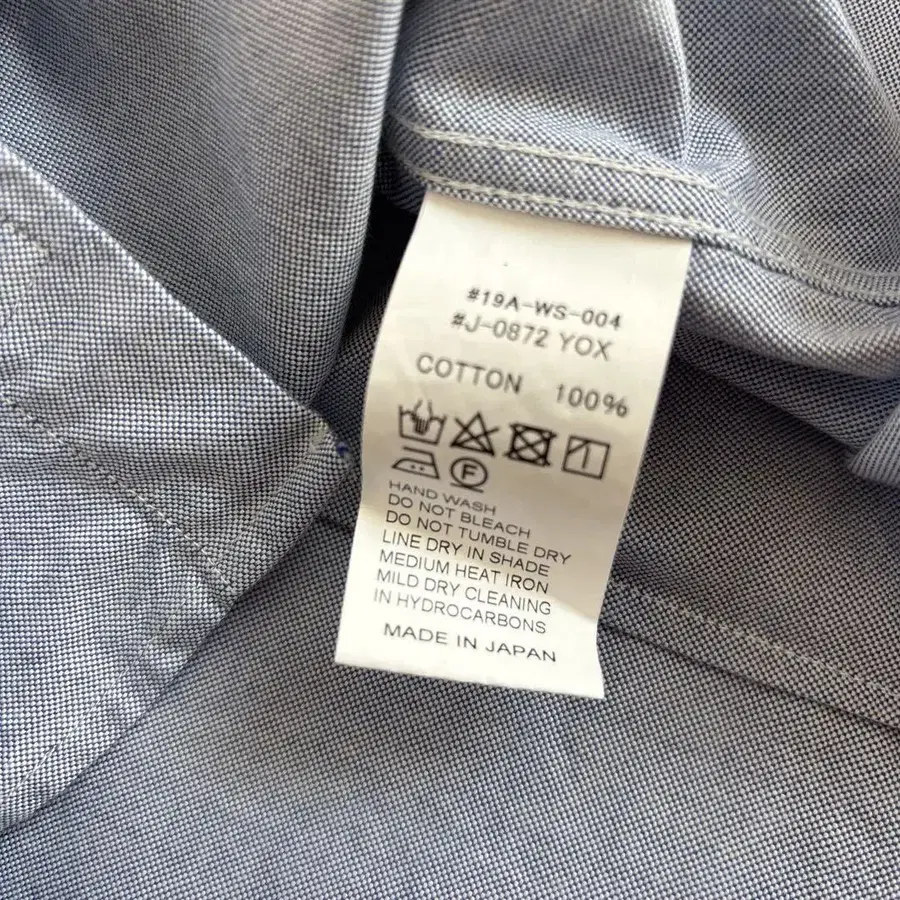 #19A-WS-004
#J-0872 YOX
COTTON 100%
F
HAND WASH
DO NOT BLEACH
DO NOT TUMBLE DRY
LINE DRY IN SHADE
MEDIUM HEAT IRON
MILD DRY CLEANING
IN HYDROCARBONS
MADE IN JAPAN